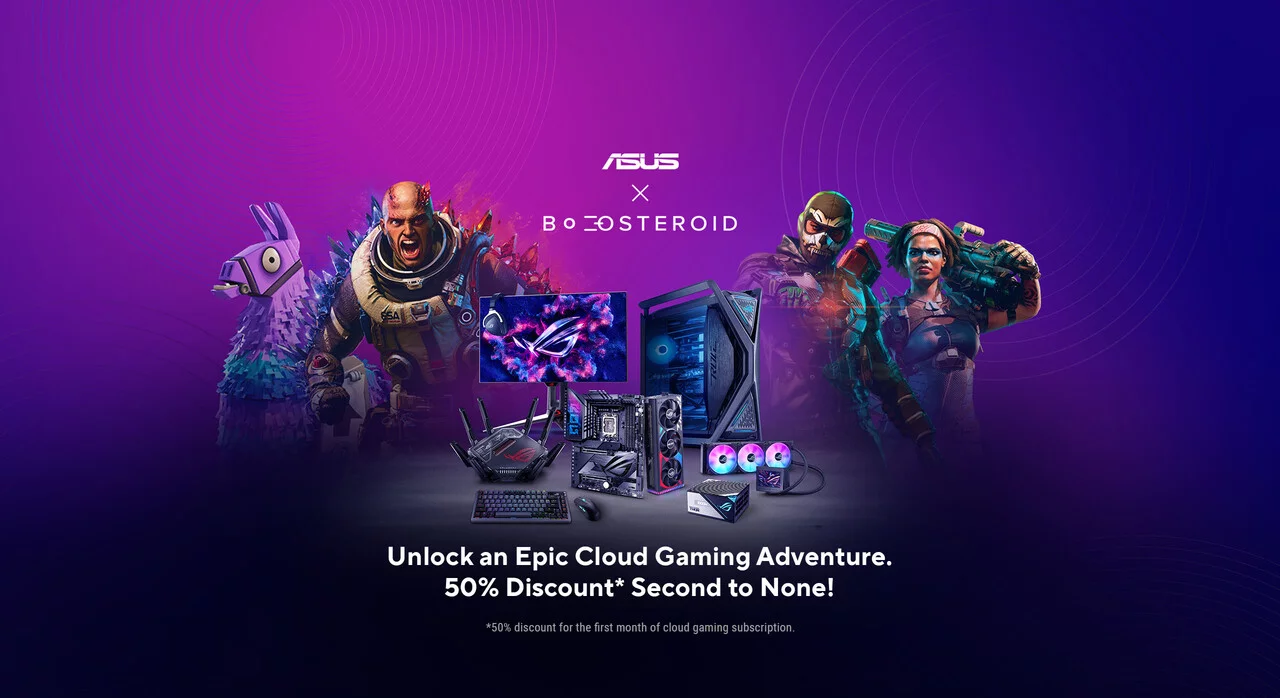 ASUS
X
BOOSTEROID
ESA
Unlock an Epic Cloud Gaming Adventure.
50% Discount* Second to None!
*50% discount for the first month of cloud gaming subscription.